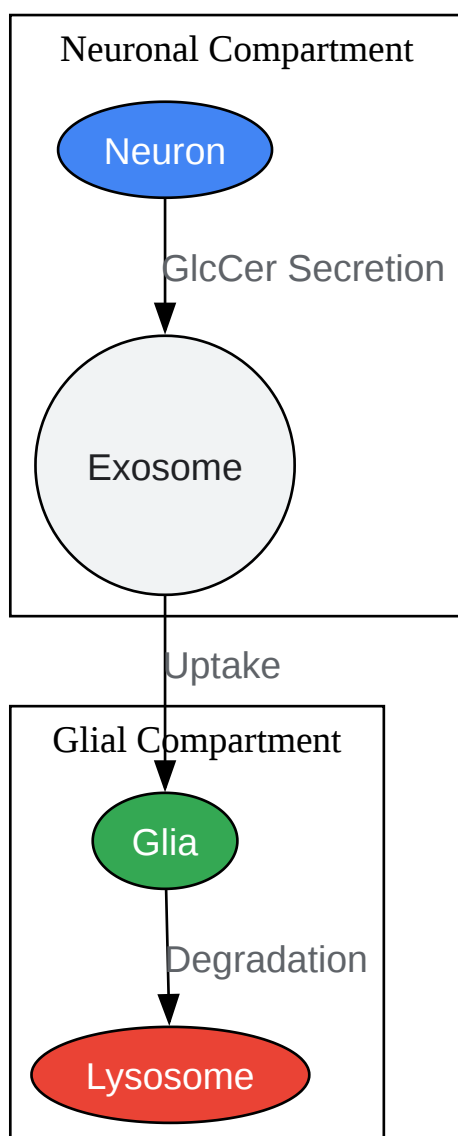 Neuronal Compartment
Neuron
GlcCer Secretion
Exosome
Uptake
Glial Compartment
Glia
Degradation
Lysosome